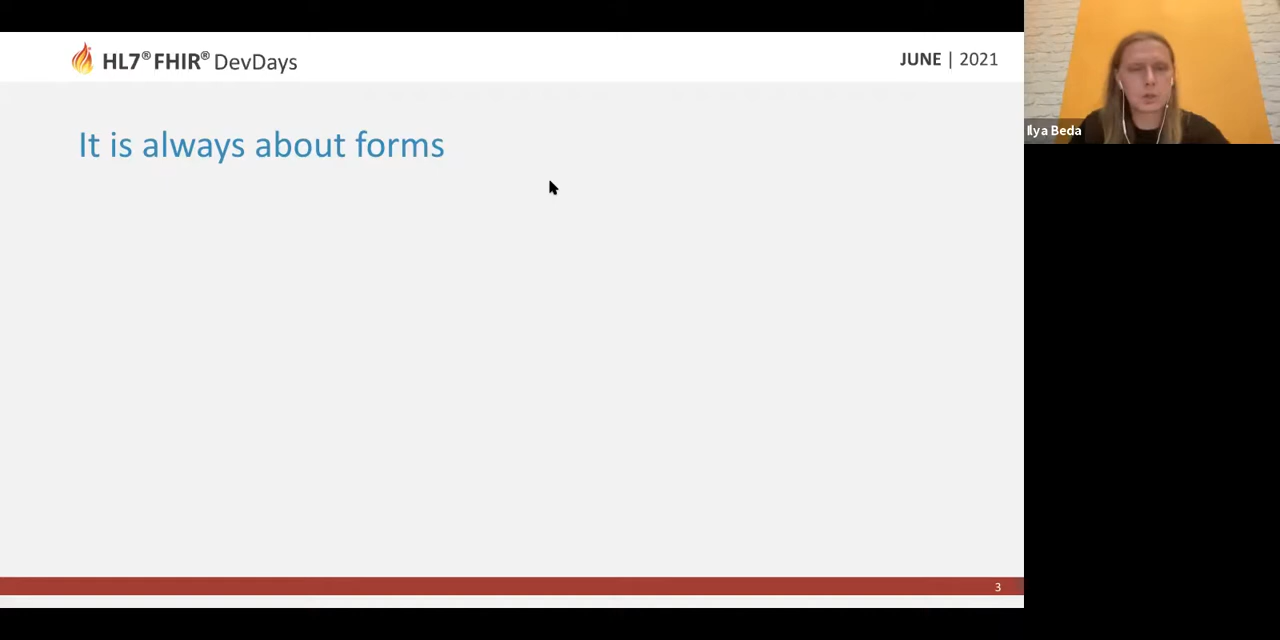 HL7® FHIR® DevDays
JUNE | 2021
Ilya Beda
It is always about forms
3